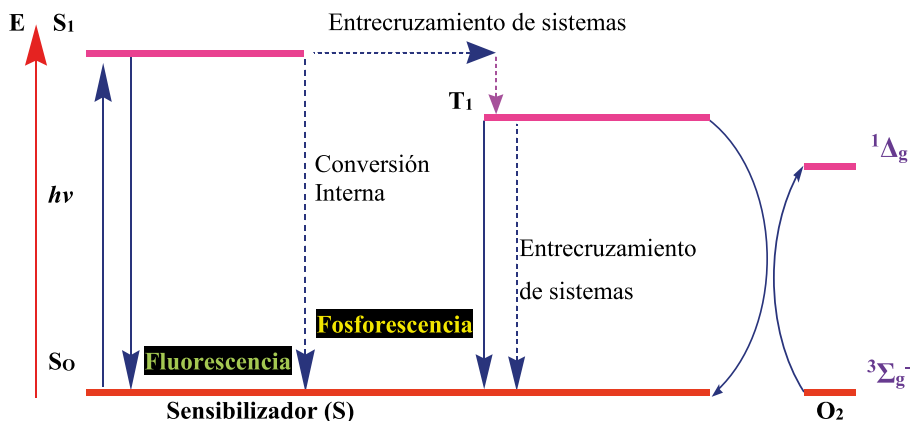 E
S1
Entrecruzamiento de sistemas
T1
¹Δg
hν
Conversión
Interna
Entrecruzamiento
de sistemas
Fosforescencia
Fluorescencia
SO
³Σg⁻
Sensibilizador (S)
O2